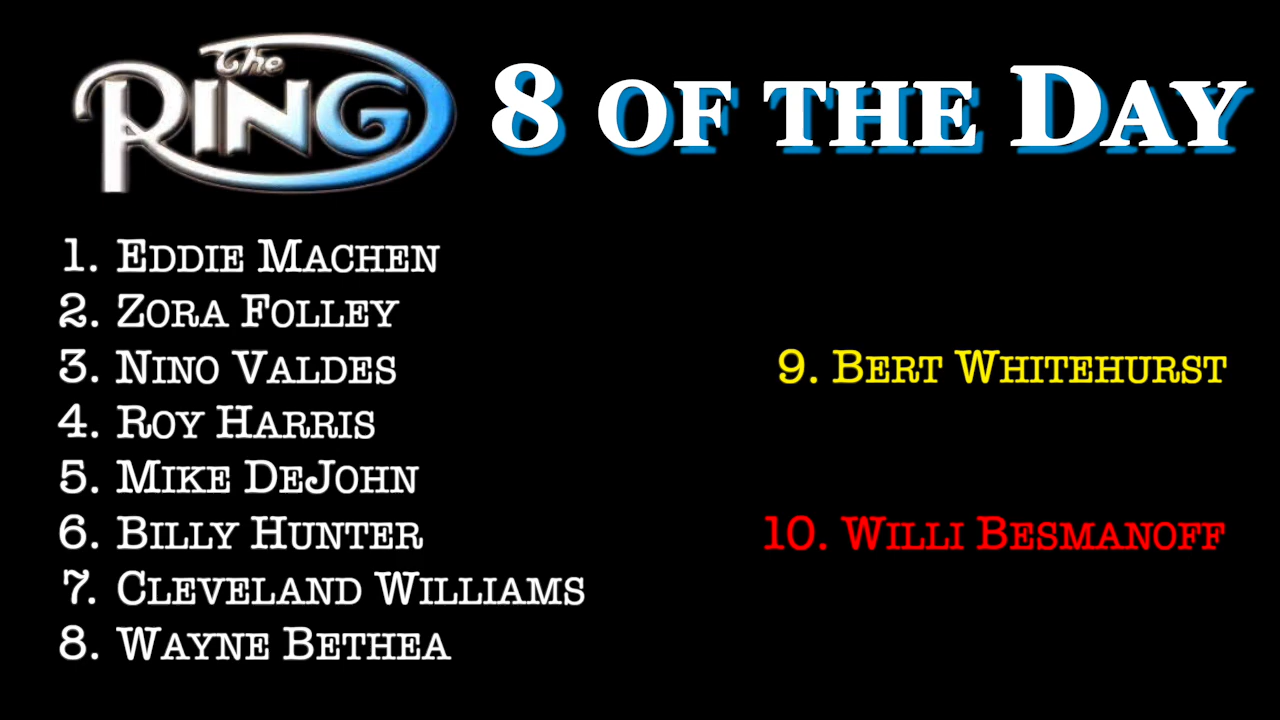 The RING
8 OF THE DAY
1. EDDIE MACHEN
2. ZORA FOLLEY
3. NINO VALDES
4. ROY HARRIS
5. MIKE DEJOHN
6. BILLY HUNTER
7. CLEVELAND WILLIAMS
8. WAYNE BETHEA
9. BERT WHITEHURST
10. WILLI BESMANOFF